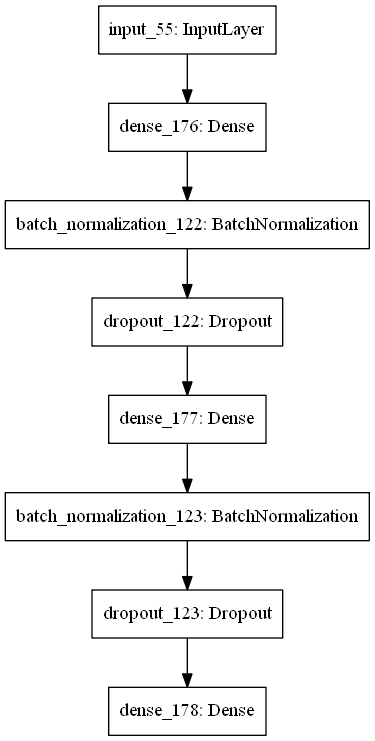 input_55: InputLayer
dense_176: Dense
batch_normalization_122: BatchNormalization
dropout_122: Dropout
dense_177: Dense
batch_normalization_123: BatchNormalization
dropout_123: Dropout
dense_178: Dense